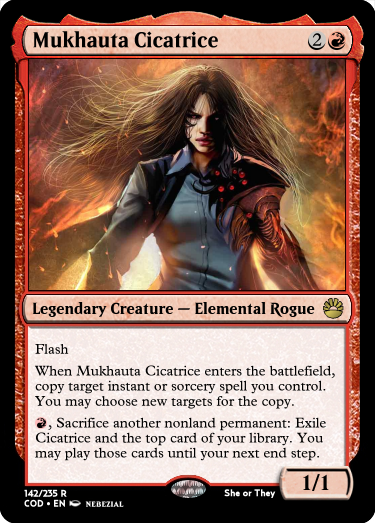 Mukhauta Cicatrice 2
Legendary Creature — Elemental Rogue
Flash
When Mukhauta Cicatrice enters the battlefield,
copy target instant or sorcery spell you control.
You may choose new targets for the copy.
, Sacrifice another nonland permanent: Exile
Cicatrice and the top card of your library. You
may play those cards until your next end step.
1/1
142/235 R
COD • EN NEBEZIAL
She or They